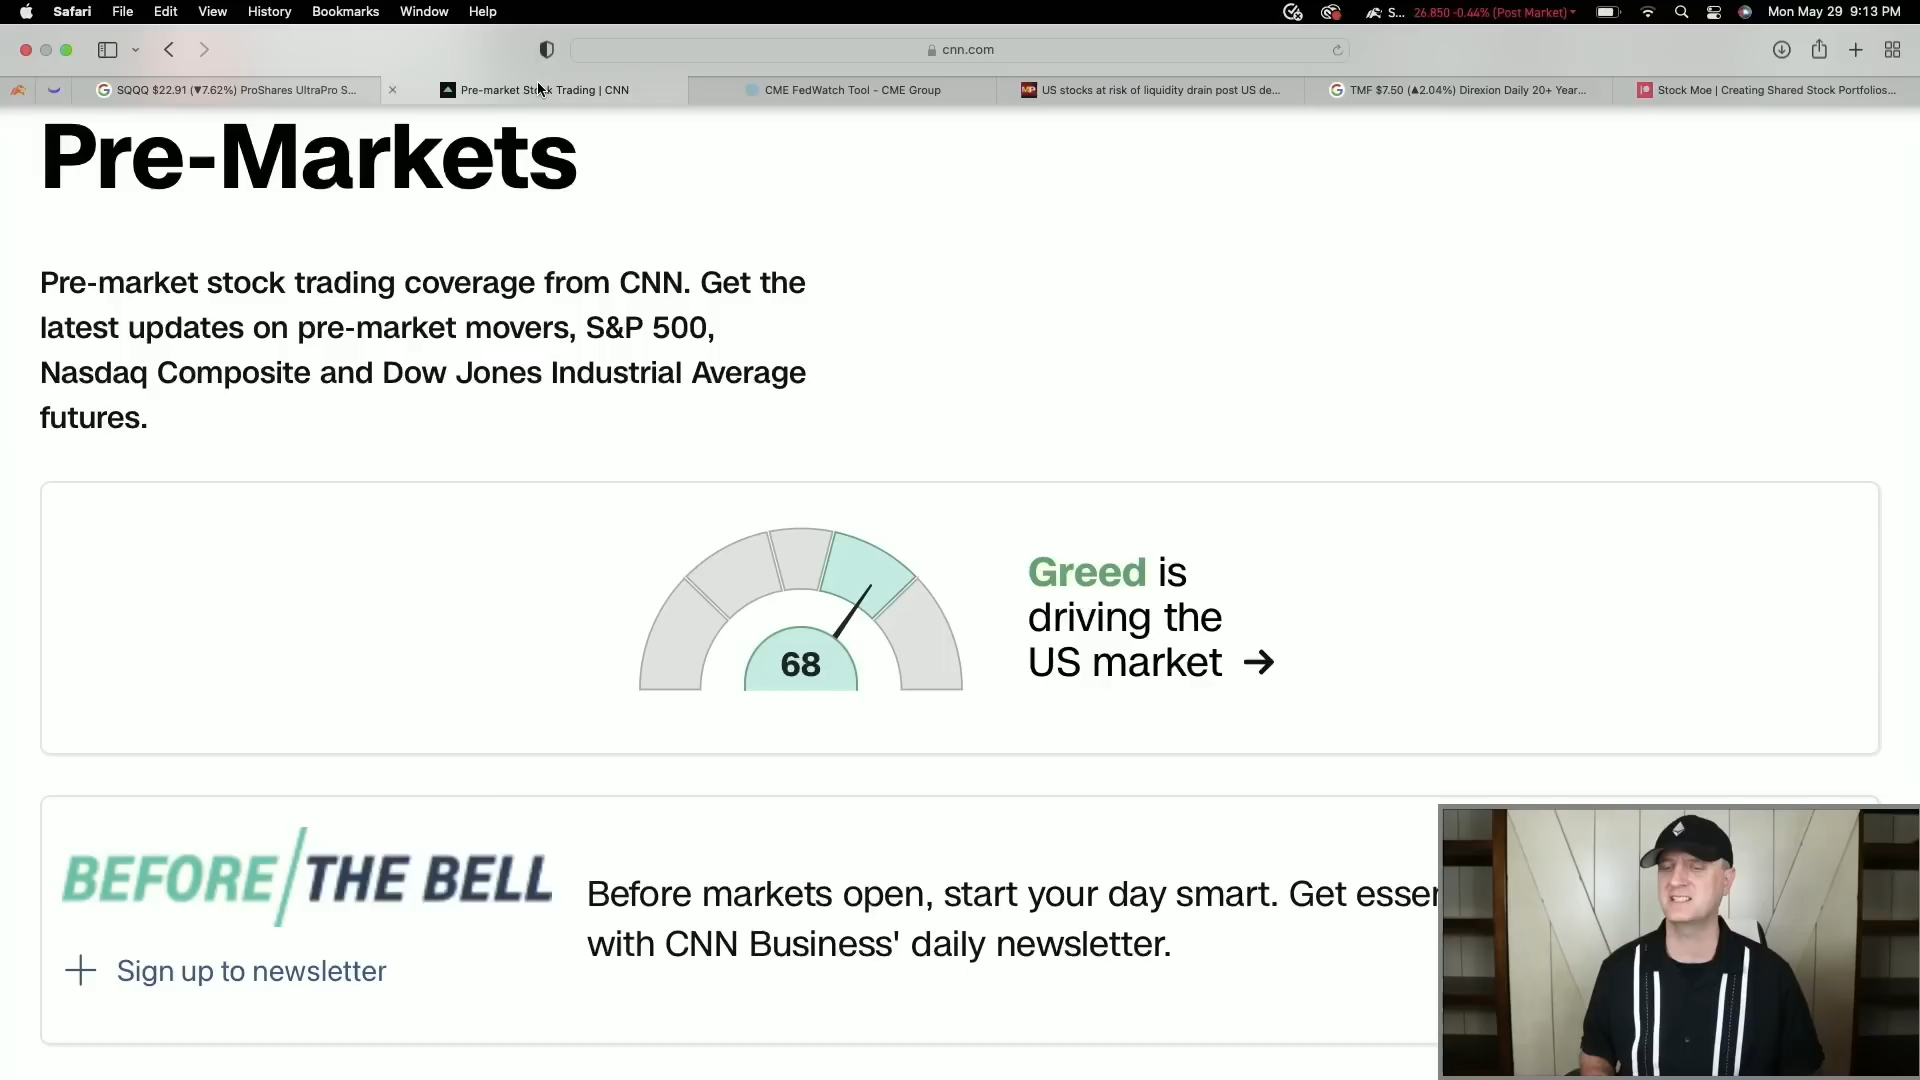 Safari File Edit View History Bookmarks Window Help S... 26.850 -0.44% (Post Market) Mon May 29 9:13 PM
cnn.com
SQQQ $22.91 (▼7.62%) ProShares UltraPro S... Pre-market Stock Trading | CNN CME FedWatch Tool - CME Group US stocks at risk of liquidity drain post US de... TMF $7.50 (▲2.04%) Direxion Daily 20+ Year... Stock Moe | Creating Shared Stock Portfolios...
Pre-Markets
Pre-market stock trading coverage from CNN. Get the
latest updates on pre-market movers, S&P 500,
Nasdaq Composite and Dow Jones Industrial Average
futures.
68
Greed is
driving the
US market →
BEFORE/THE BELL
Sign up to newsletter
Before markets open, start your day smart. Get esser
with CNN Business' daily newsletter.